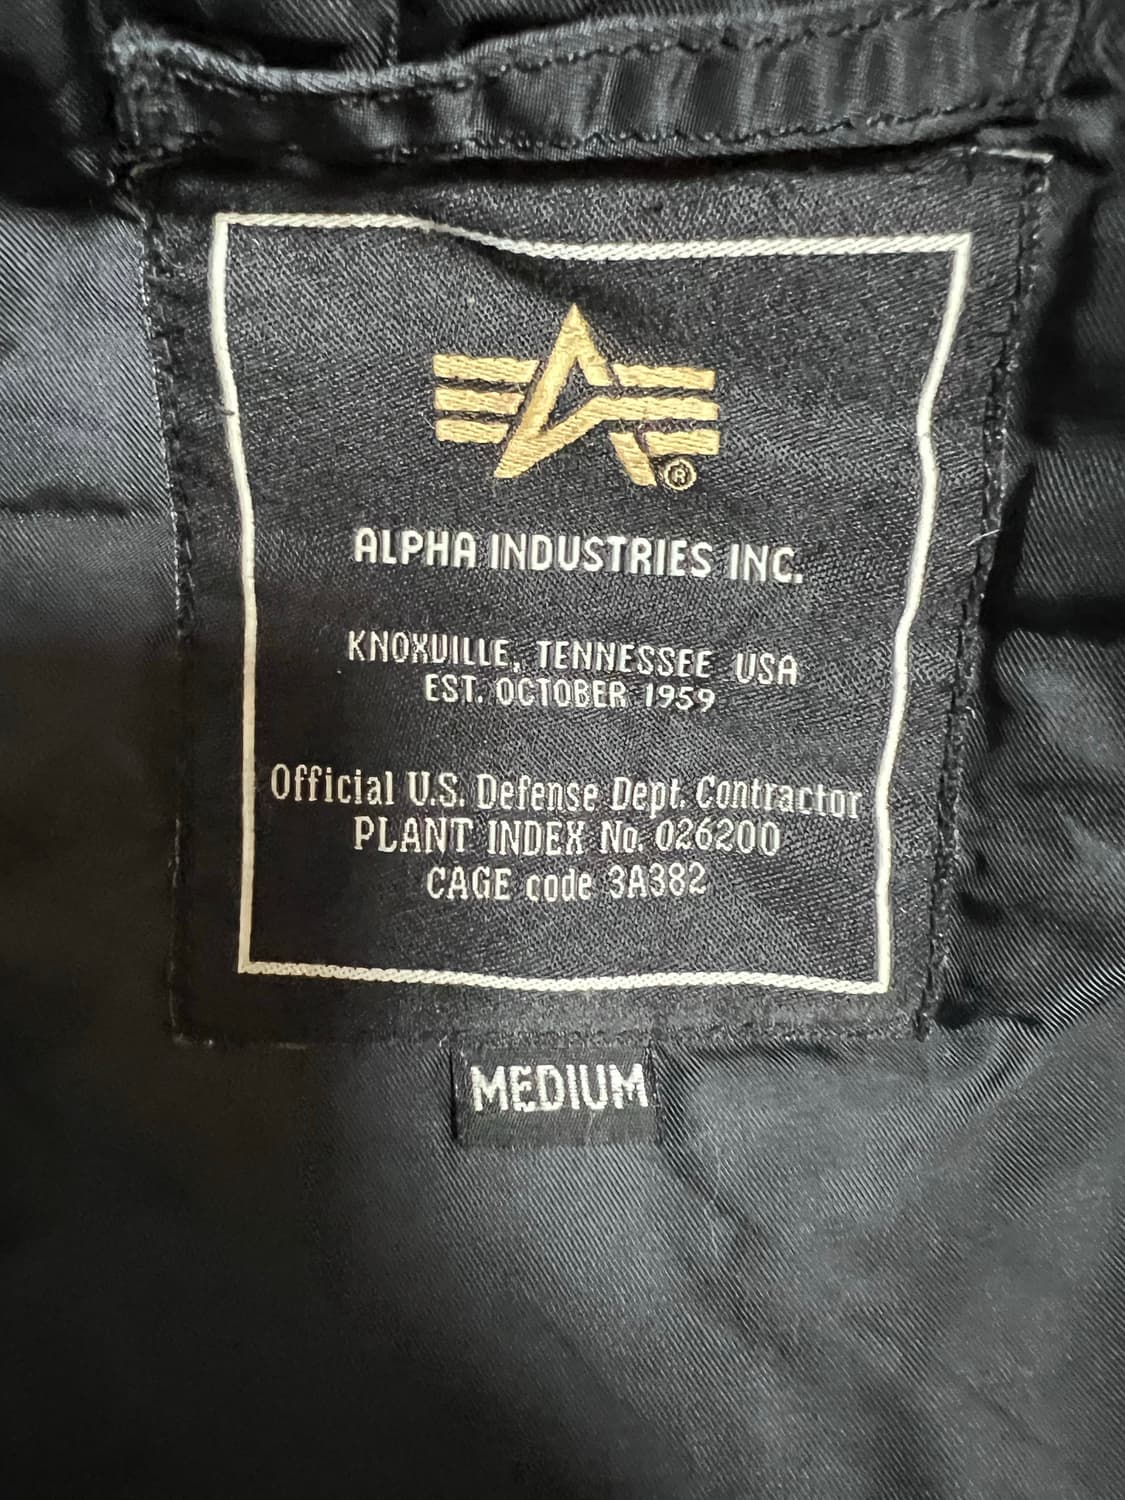 ®
ALPHA INDUSTRIES INC.
KNOXVILLE, TENNESSEE USA
EST. OCTOBER 1959
Official U.S. Defense Dept. Contractor
PLANT INDEX No. 026200
CAGE code 3A382
MEDIUM